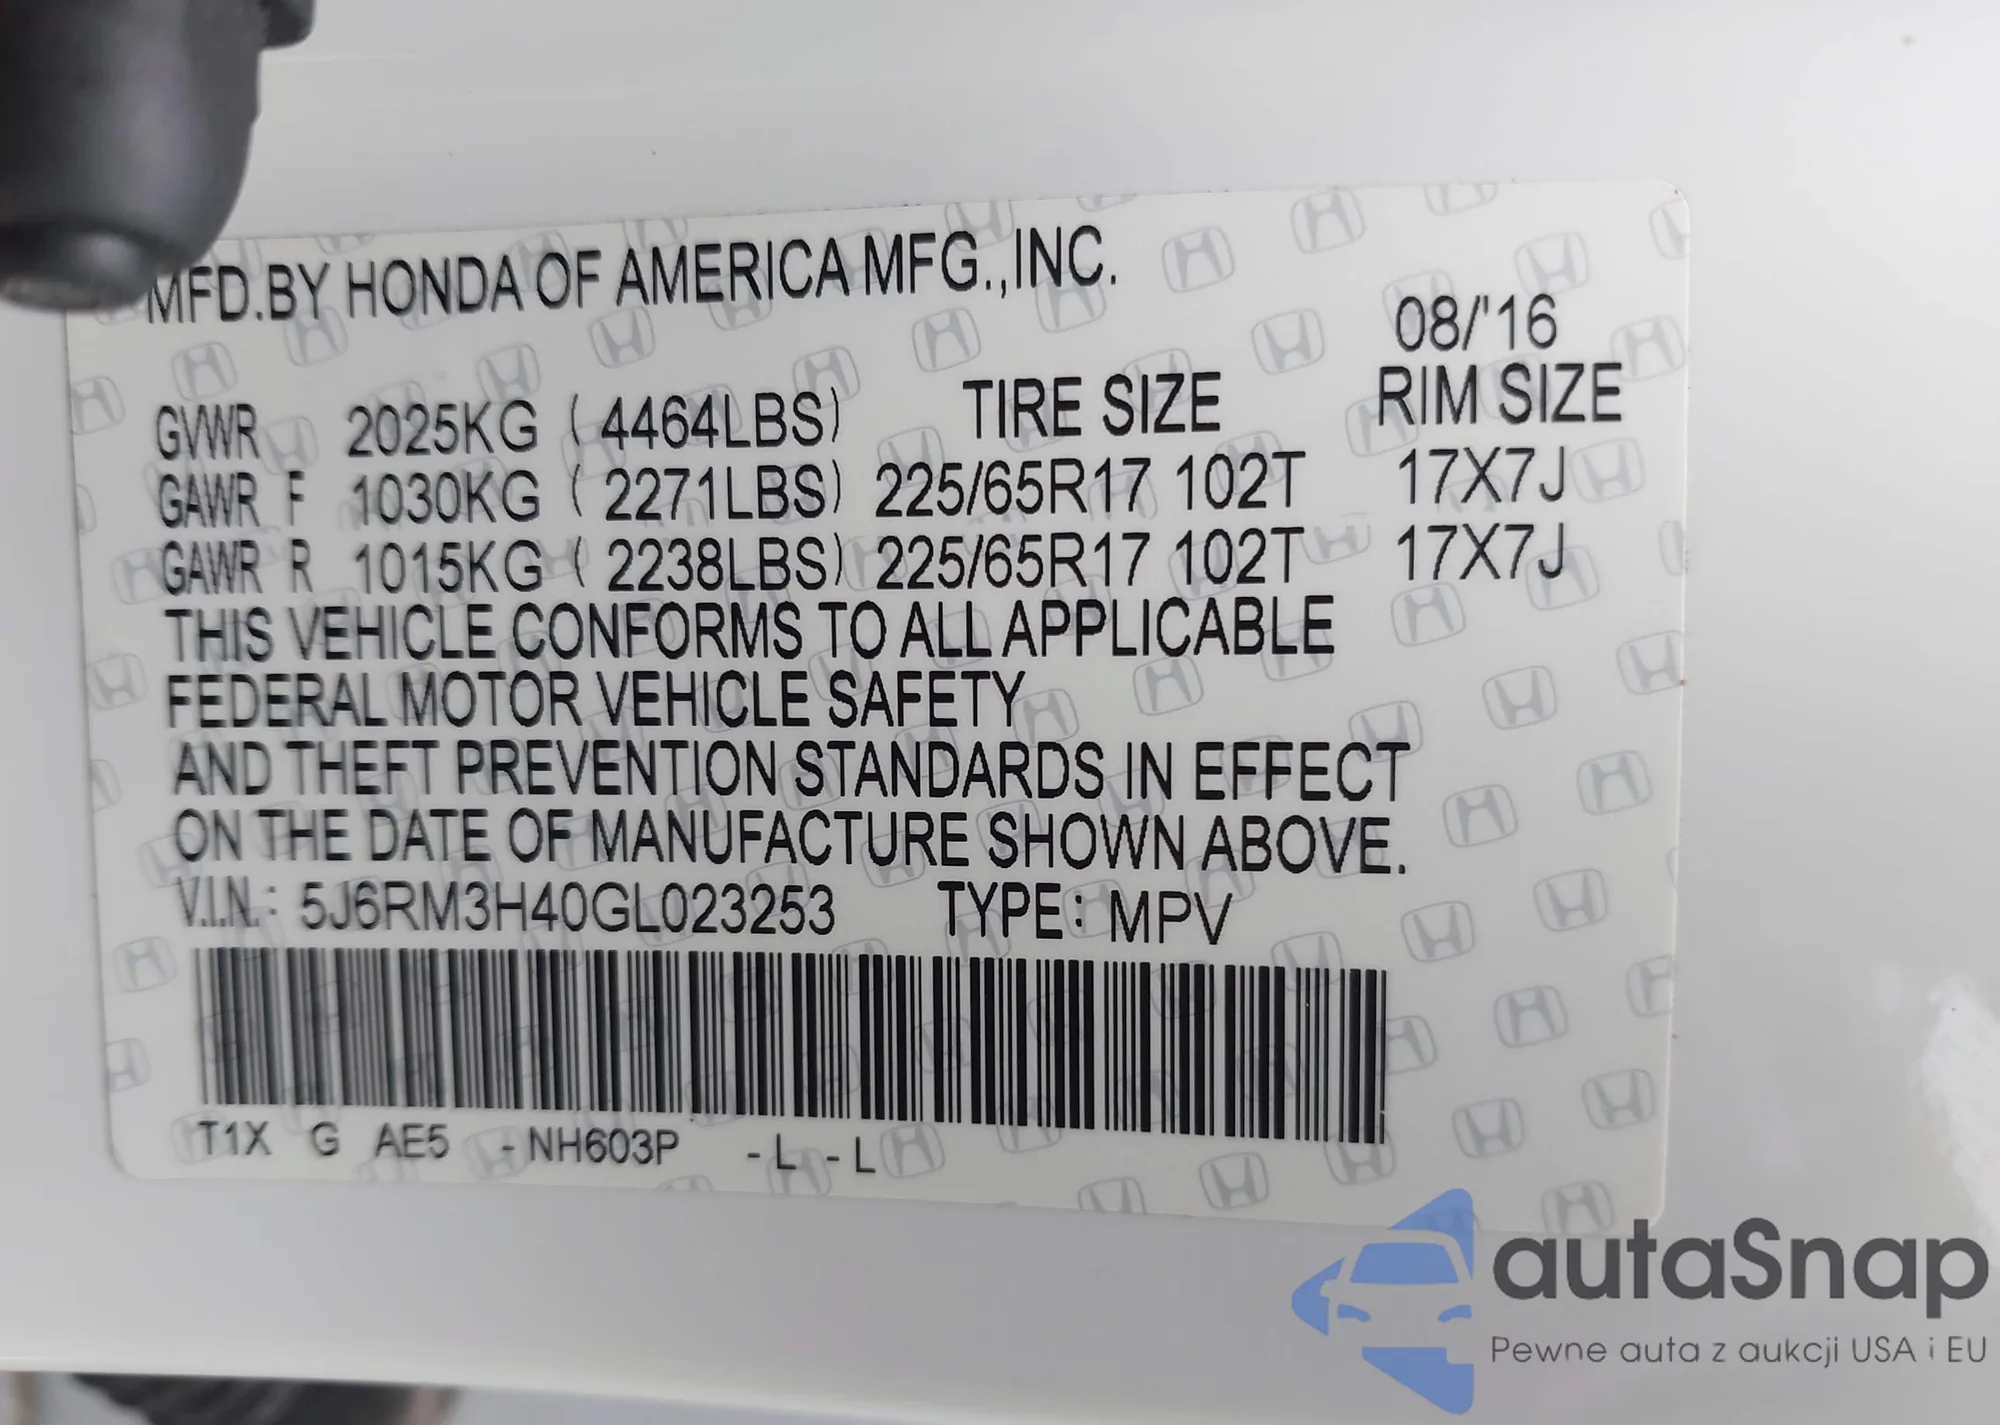 MFD.BY HONDA OF AMERICA MFG.,INC.
08/'16
GVWR 2025KG (4464LBS) TIRE SIZE RIM SIZE
GAWR F 1030KG (2271LBS) 225/65R17 102T 17X7J
GAWR R 1015KG (2238LBS) 225/65R17 102T 17X7J
THIS VEHICLE CONFORMS TO ALL APPLICABLE
FEDERAL MOTOR VEHICLE SAFETY
AND THEFT PREVENTION STANDARDS IN EFFECT
ON THE DATE OF MANUFACTURE SHOWN ABOVE.
V.I.N.: 5J6RM3H40GL023253 TYPE: MPV
T1X G AE5 -NH603P -L -L
autaSnap
Pewne auta z aukcji USA i EU